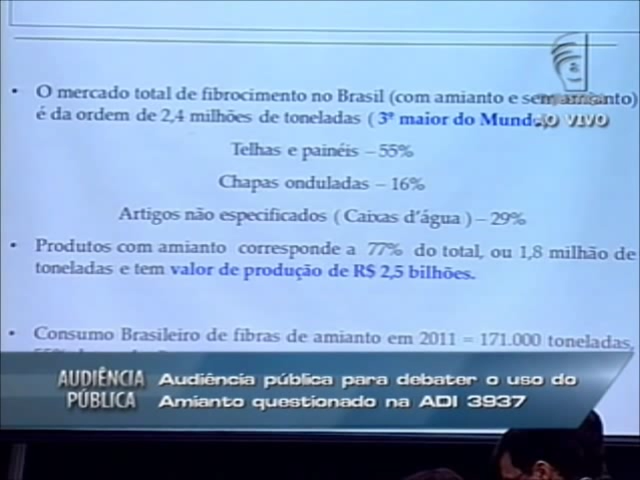 • O mercado total de fibrocimento no Brasil (com amianto e sem amianto)
é da ordem de 2,4 milhões de toneladas ( 3º maior do Mundo
AO VIVO
Telhas e painéis – 55%
Chapas onduladas – 16%
Artigos não especificados ( Caixas d'água ) – 29%
• Produtos com amianto corresponde a 77% do total, ou 1,8 milhão de
toneladas e tem valor de produção de R$ 2,5 bilhões.
• Consumo Brasileiro de fibras de amianto em 2011 = 171.000 toneladas,
AUDIÊNCIA PÚBLICA
Audiência pública para debater o uso do
Amianto questionado na ADI 3937